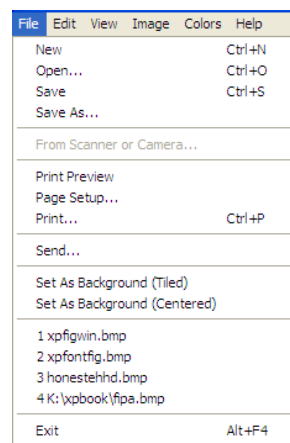 File Edit View Image Colors Help
New Ctrl+N
Open... Ctrl+O
Save Ctrl+S
Save As...
From Scanner or Camera...
Print Preview
Page Setup...
Print... Ctrl+P
Send...
Set As Background (Tiled)
Set As Background (Centered)
1 xpfigwin.bmp
2 xpfontfig.bmp
3 honestehhd.bmp
4 K:\xpbook\fipa.bmp
Exit Alt+F4